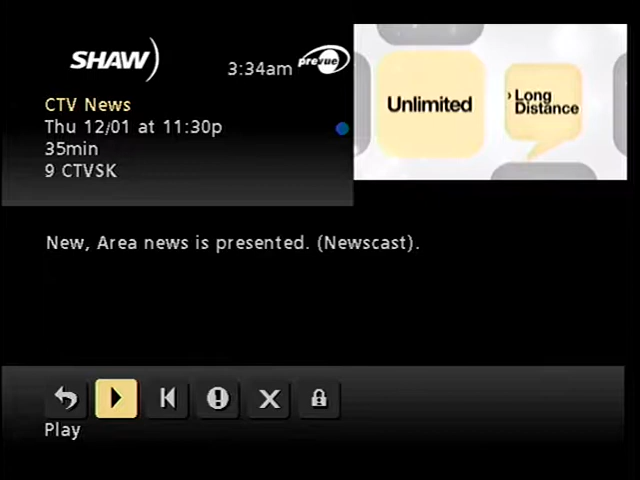 SHAW)
3:34am
prevue
CTV News
Thu 12/01 at 11:30p
35min
9 CTVSK
Unlimited
› Long
Distance
New, Area news is presented. (Newscast).
Play